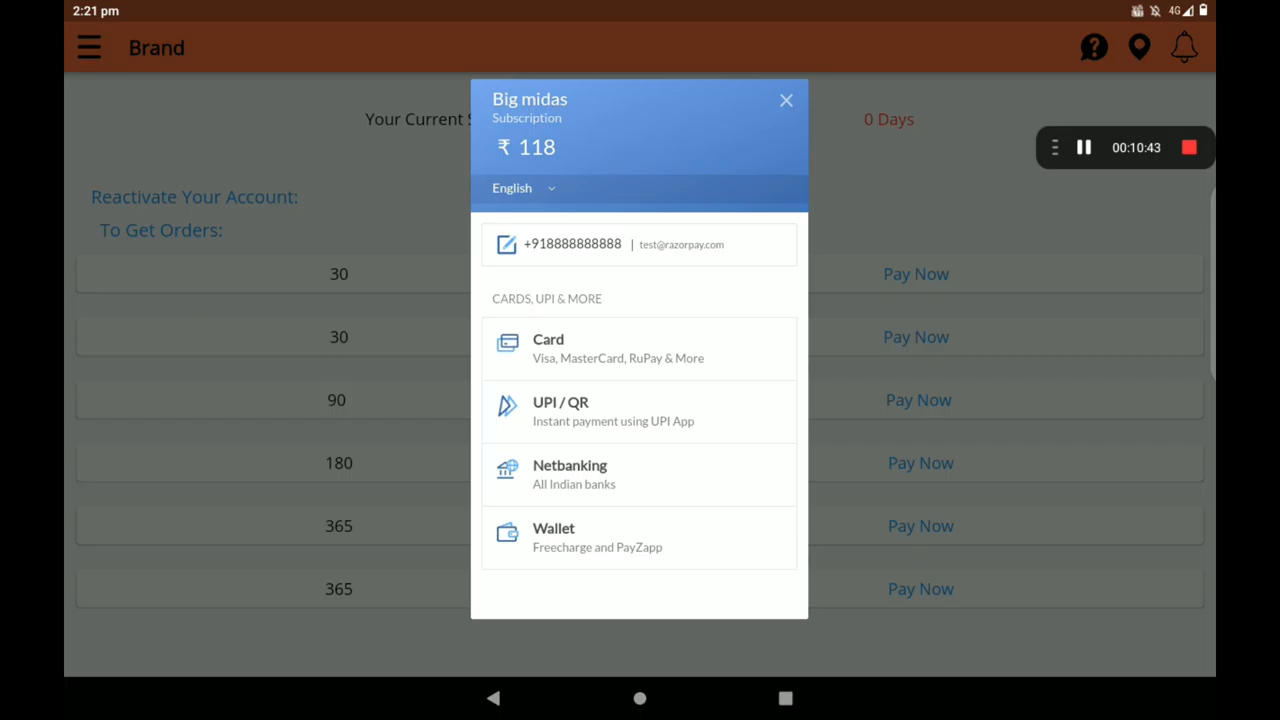 2:21 pm
4G
Brand
Big midas
Subscription
₹ 118
English
Your Current S
0 Days
00:10:43
Reactivate Your Account:
To Get Orders:
+918888888888 | test@razorpay.com
CARDS, UPI & MORE
Card
Visa, MasterCard, RuPay & More
UPI / QR
Instant payment using UPI App
Netbanking
All Indian banks
Wallet
Freecharge and PayZapp
30 Pay Now
30 Pay Now
90 Pay Now
180 Pay Now
365 Pay Now
365 Pay Now